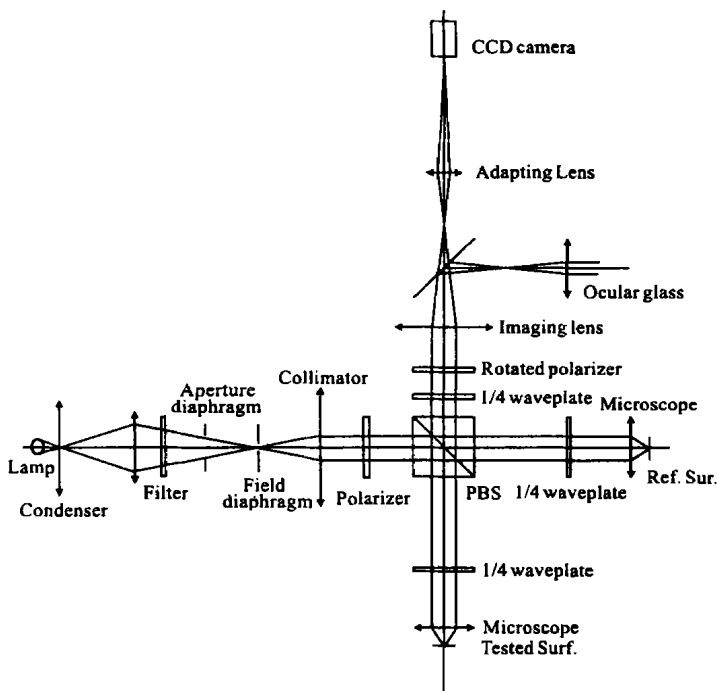 CCD camera
Adapting Lens
Ocular glass
Imaging lens
Rotated polarizer
1/4 waveplate
Collimator
Aperture
diaphragm
Microscope
Lamp
Condenser
Filter
Field
diaphragm
Polarizer
PBS
1/4 waveplate
Ref. Sur.
1/4 waveplate
Microscope
Tested Surf.